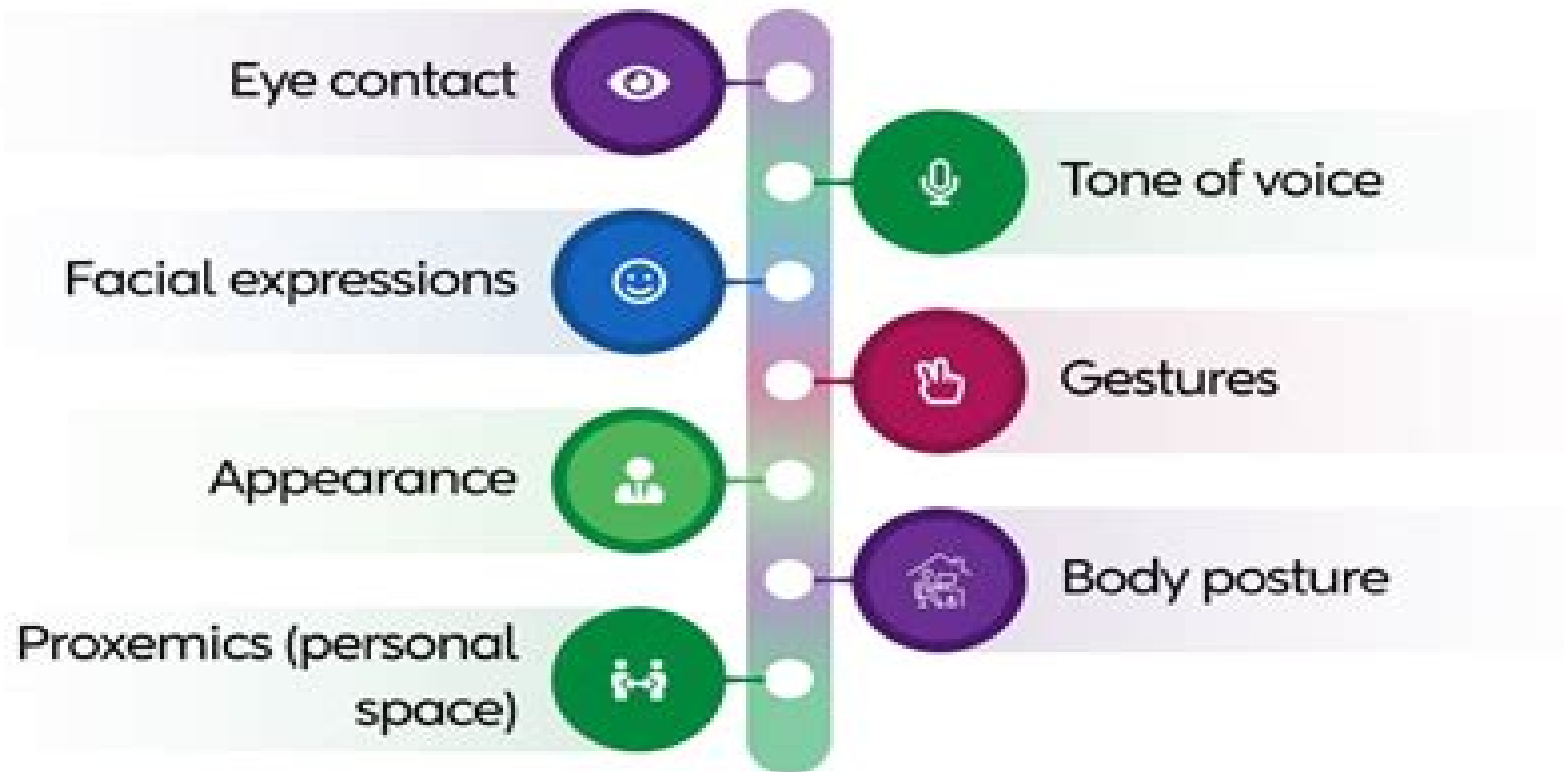 Eye contact
Tone of voice
Facial expressions
Gestures
Appearance
Body posture
Proxemics (personal
space)